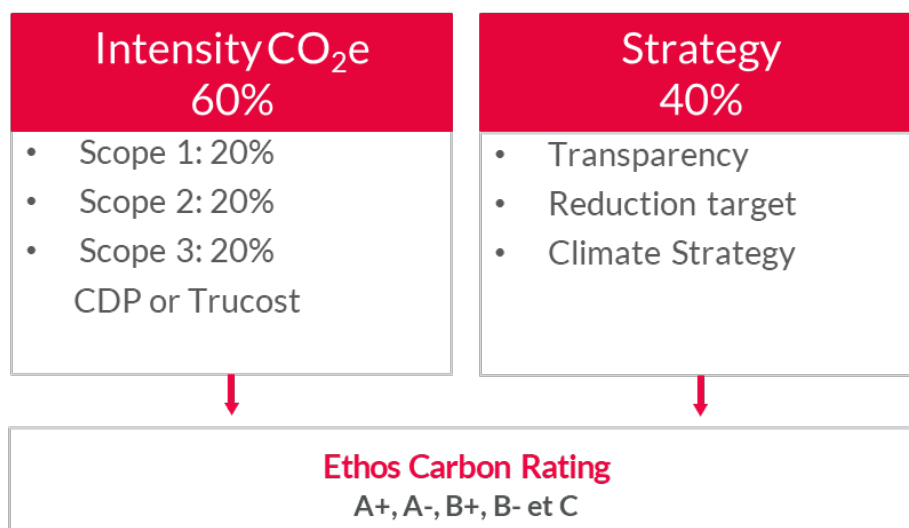 Intensity CO₂e
60%
• Scope 1: 20%
• Scope 2: 20%
• Scope 3: 20%
CDP or Trucost
Strategy
40%
• Transparency
• Reduction target
• Climate Strategy
Ethos Carbon Rating
A+, A-, B+, B- et C